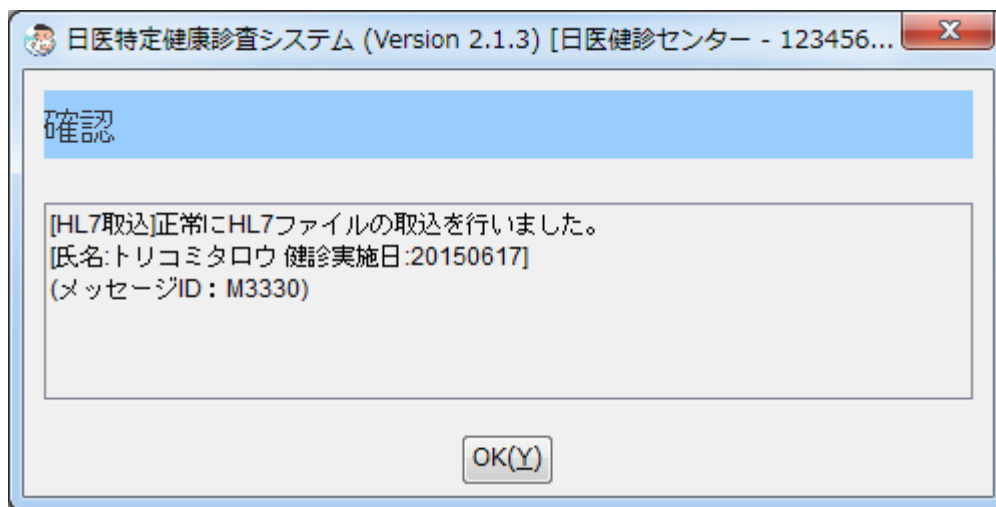 日医特定健康診査システム (Version 2.1.3) [日医健診センター - 123456...
確認
[HL7取込]正常にHL7ファイルの取込を行いました。
[氏名:トリコミタロウ 健診実施日:20150617]
(メッセージID：M3330)
OK(Y)